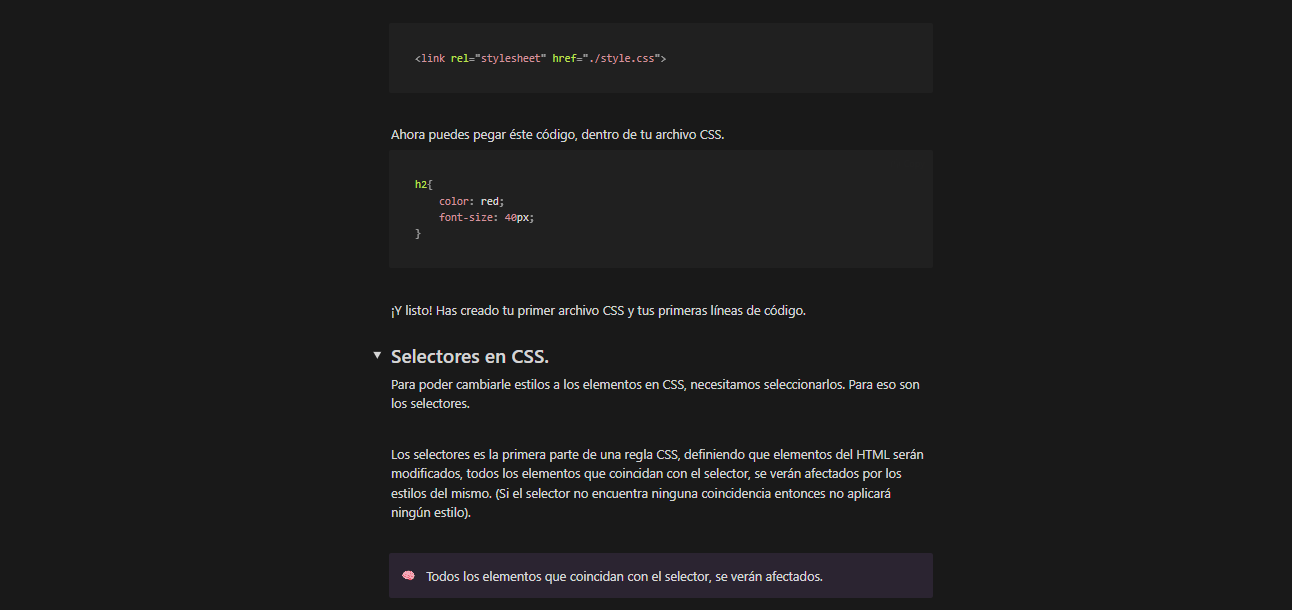 <link rel="stylesheet" href="./style.css">
Ahora puedes pegar éste código, dentro de tu archivo CSS.
h2{
    color: red;
    font-size: 40px;
}
¡Y listo! Has creado tu primer archivo CSS y tus primeras líneas de código.
Selectores en CSS.
Para poder cambiarle estilos a los elementos en CSS, necesitamos seleccionarlos. Para eso son
los selectores.
Los selectores es la primera parte de una regla CSS, definiendo que elementos del HTML serán
modificados, todos los elementos que coincidan con el selector, se verán afectados por los
estilos del mismo. (Si el selector no encuentra ninguna coincidencia entonces no aplicará
ningún estilo).
Todos los elementos que coincidan con el selector, se verán afectados.